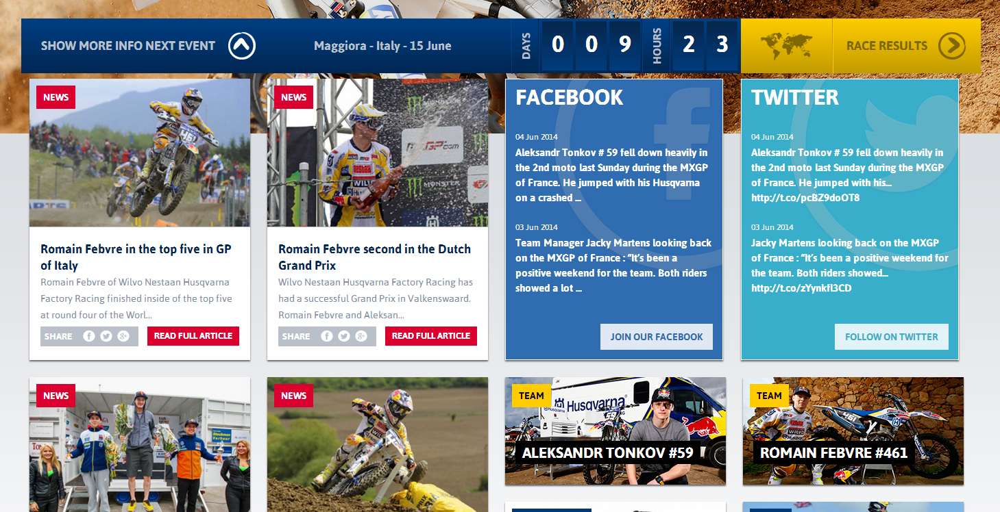 SHOW MORE INFO NEXT EVENT
Maggiora - Italy - 15 June
DAYS
0 0 9
HOURS
2 3
RACE RESULTS
NEWS
461
Romain Febvre in the top five in GP
of Italy
Romain Febvre of Wilvo Nestaan Husqvarna
Factory Racing finished inside of the top five
at round four of the Worl...
SHARE
READ FULL ARTICLE
NEWS
MONSTER
Romain Febvre second in the Dutch
Grand Prix
Wilvo Nestaan Husqvarna Factory Racing has
had a successful Grand Prix in Valkenswaard.
Romain Febvre and Aleksan...
SHARE
READ FULL ARTICLE
FACEBOOK
04 Jun 2014
Aleksandr Tonkov # 59 fell down heavily in
the 2nd moto last Sunday during the MXGP
of France. He jumped with his Husqvarna
on a crashed ...
03 Jun 2014
Team Manager Jacky Martens looking back
on the MXGP of France : “It’s been a
positive weekend for the team. Both riders
showed a lot ...
JOIN OUR FACEBOOK
TWITTER
04 Jun 2014
Aleksandr Tonkov # 59 fell down heavily in
the 2nd moto last Sunday during the MXGP
of France. He jumped with his...
http://t.co/pcBZ9doOT8
03 Jun 2014
Jacky Martens looking back on the MXGP
of France : “It’s been a positive weekend for
the team. Both riders showed...
http://t.co/zYynkfl3CD
FOLLOW ON TWITTER
NEWS
NEWS
TEAM
Husqvarna
59
Red Bull
ALEKSANDR TONKOV #59
TEAM
WILVO
461
ROMAIN FEBVRE #461